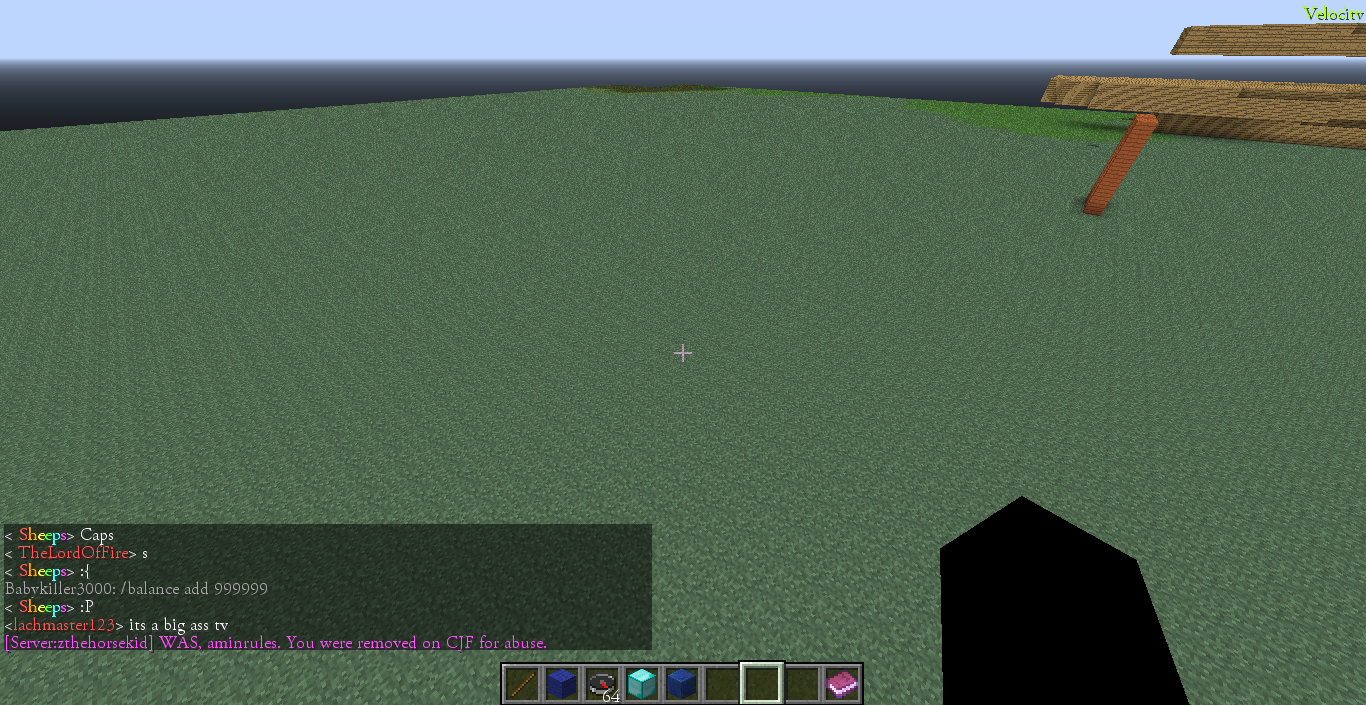 Velocity
< Sheeps> Caps
< TheLordOfFire> s
< Sheeps> :{
Babykiller3000: /balance add 999999
< Sheeps> :P
<lachmaster123> its a big ass tv
[Server:zthehorsekid] WAS, aminrules. You were removed on CJF for abuse.
64